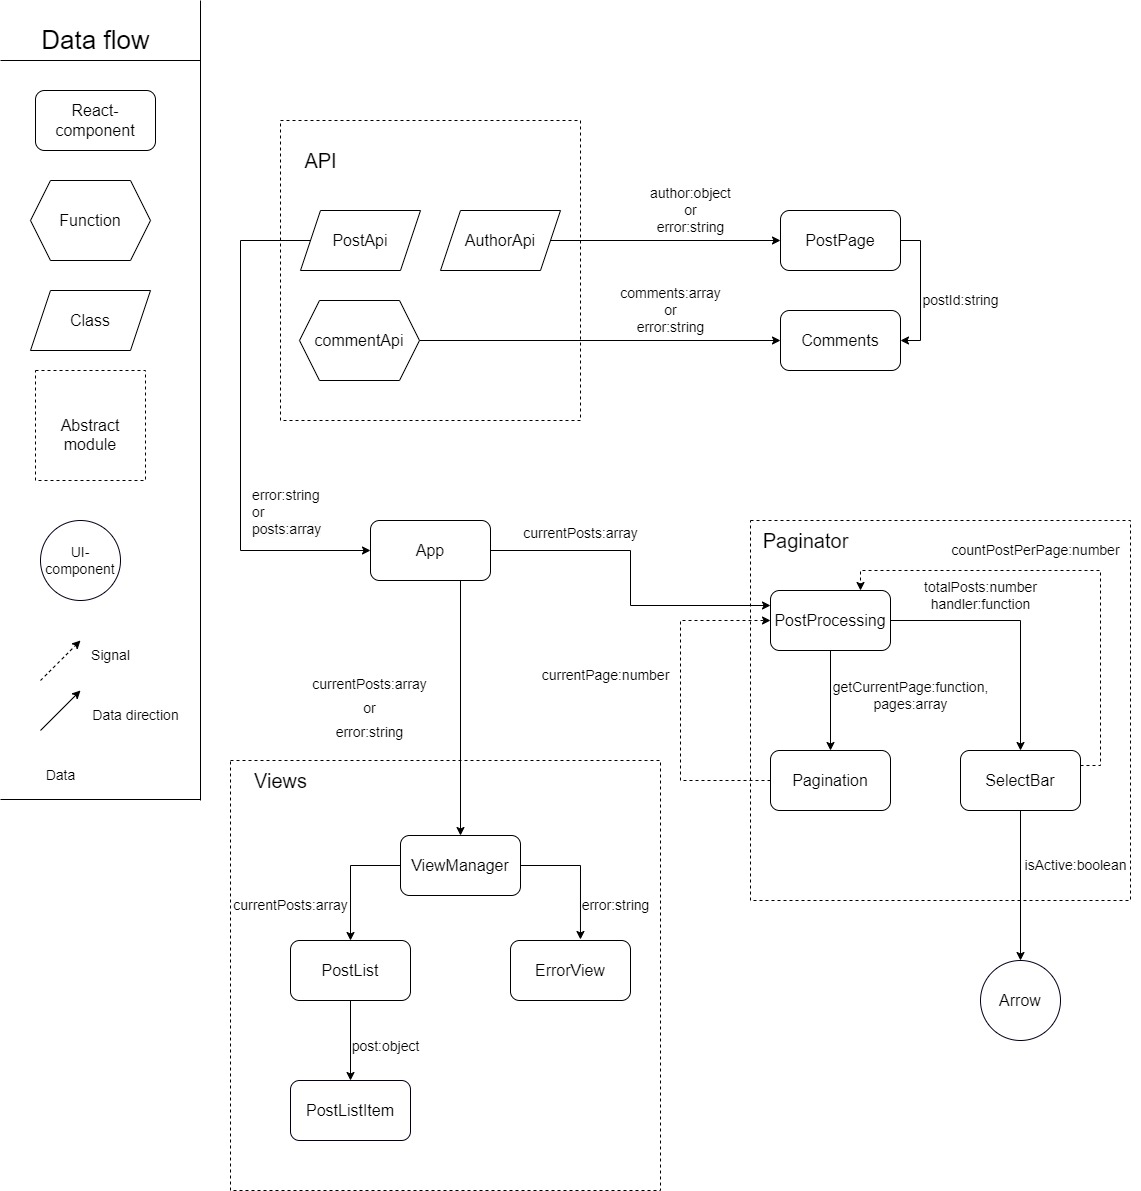 Data flow
React-
component
Function
Class
Abstract
module
UI-
component
Signal
Data direction
Data
API
PostApi
AuthorApi
commentApi
author:object
or
error:string
PostPage
comments:array
or
error:string
postId:string
Comments
error:string
or
posts:array
App
currentPosts:array
Paginator
countPostPerPage:number
totalPosts:number
handler:function
PostProcessing
currentPage:number
getCurrentPage:function,
pages:array
Pagination
SelectBar
isActive:boolean
Arrow
currentPosts:array
or
error:string
Views
ViewManager
currentPosts:array
error:string
PostList
ErrorView
post:object
PostListItem